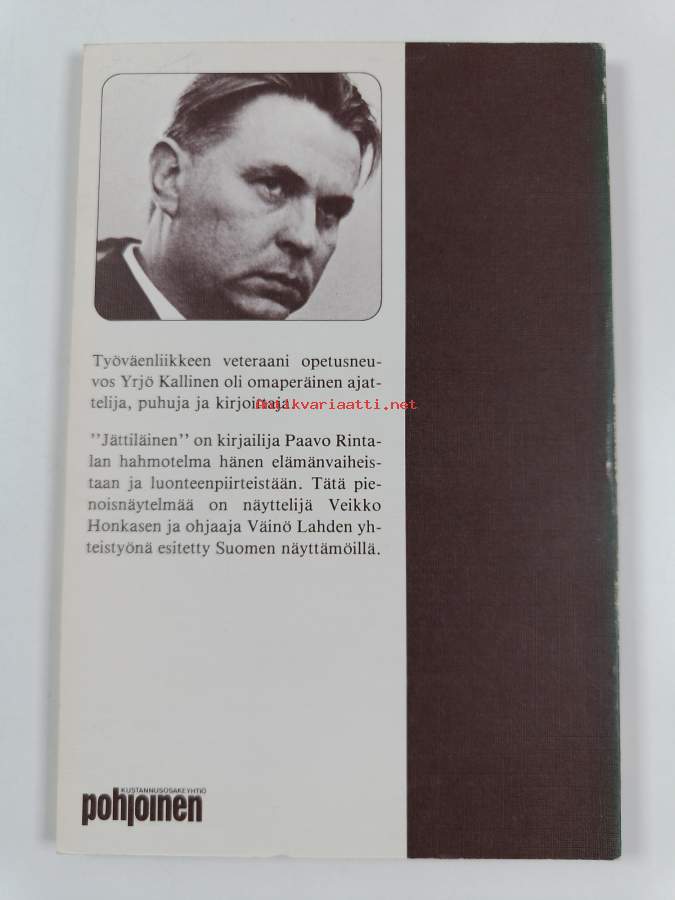 Työväenliikkeen veteraani opetusneu-
vos Yrjö Kallinen oli omaperäinen ajat-
telija, puhuja ja kirjoittaja.
Antikvariaatti.net
"Jättiläinen" on kirjailija Paavo Rinta-
lan hahmotelma hänen elämänvaiheis-
taan ja luonteenpiirteistään. Tätä pie-
noisnäytelmää on näyttelijä Veikko
Honkasen ja ohjaaja Väinö Lahden yh-
teistyönä esitetty Suomen näyttämöillä.
KUSTANNUSOSAKEYHTIÖ
pohjoinen